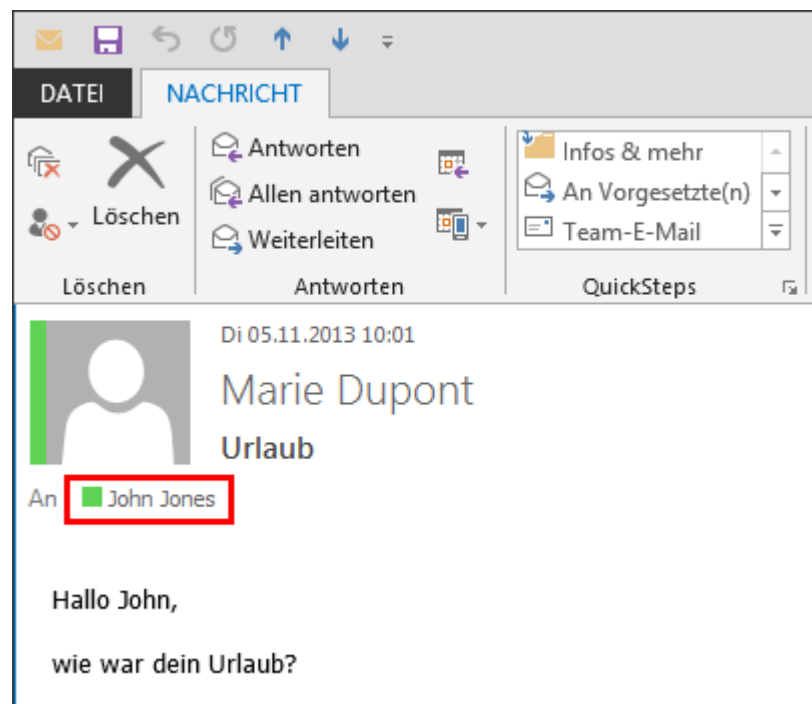 DATEI NACHRICHT
Löschen
Antworten
Allen antworten
Weiterleiten
Infos & mehr
An Vorgesetzte(n)
Team-E-Mail
Löschen Antworten QuickSteps
Di 05.11.2013 10:01
Marie Dupont
Urlaub
An John Jones
Hallo John,
wie war dein Urlaub?